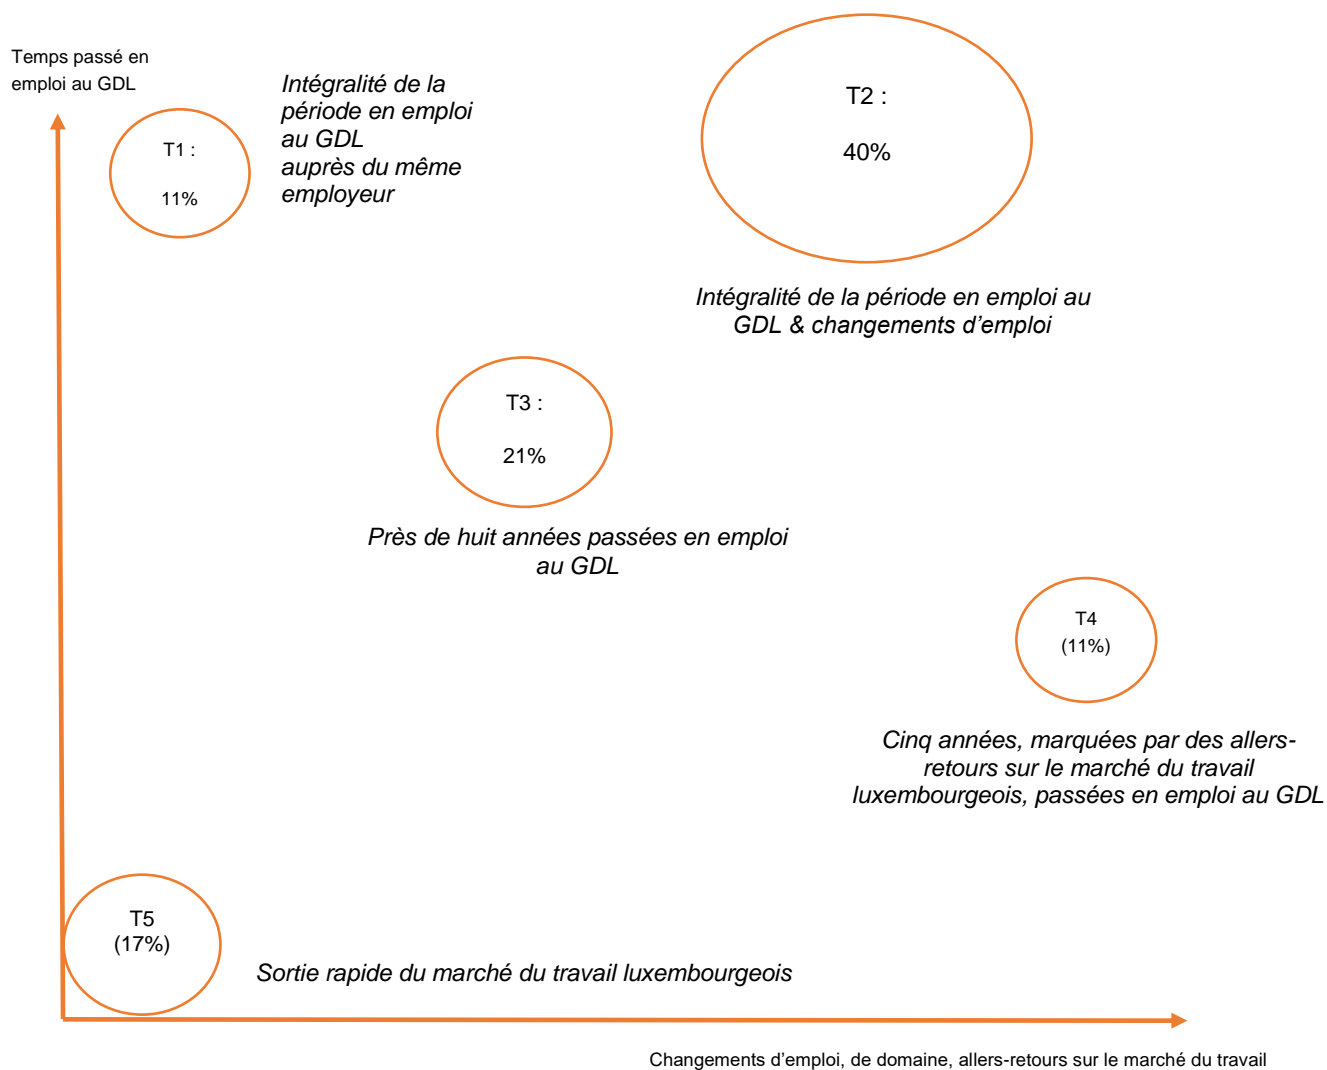 Temps passé en
emploi au GDL
Intégralité de la
période en emploi
au GDL
auprès du même
employeur
T1 :
11%
T2 :
40%
Intégralité de la période en emploi au
GDL & changements d’emploi
T3 :
21%
Près de huit années passées en emploi
au GDL
T4
(11%)
Cinq années, marquées par des allers-
retours sur le marché du travail
luxembourgeois, passées en emploi au GDL
T5
(17%)
Sortie rapide du marché du travail luxembourgeois
Changements d’emploi, de domaine, allers-retours sur le marché du travail